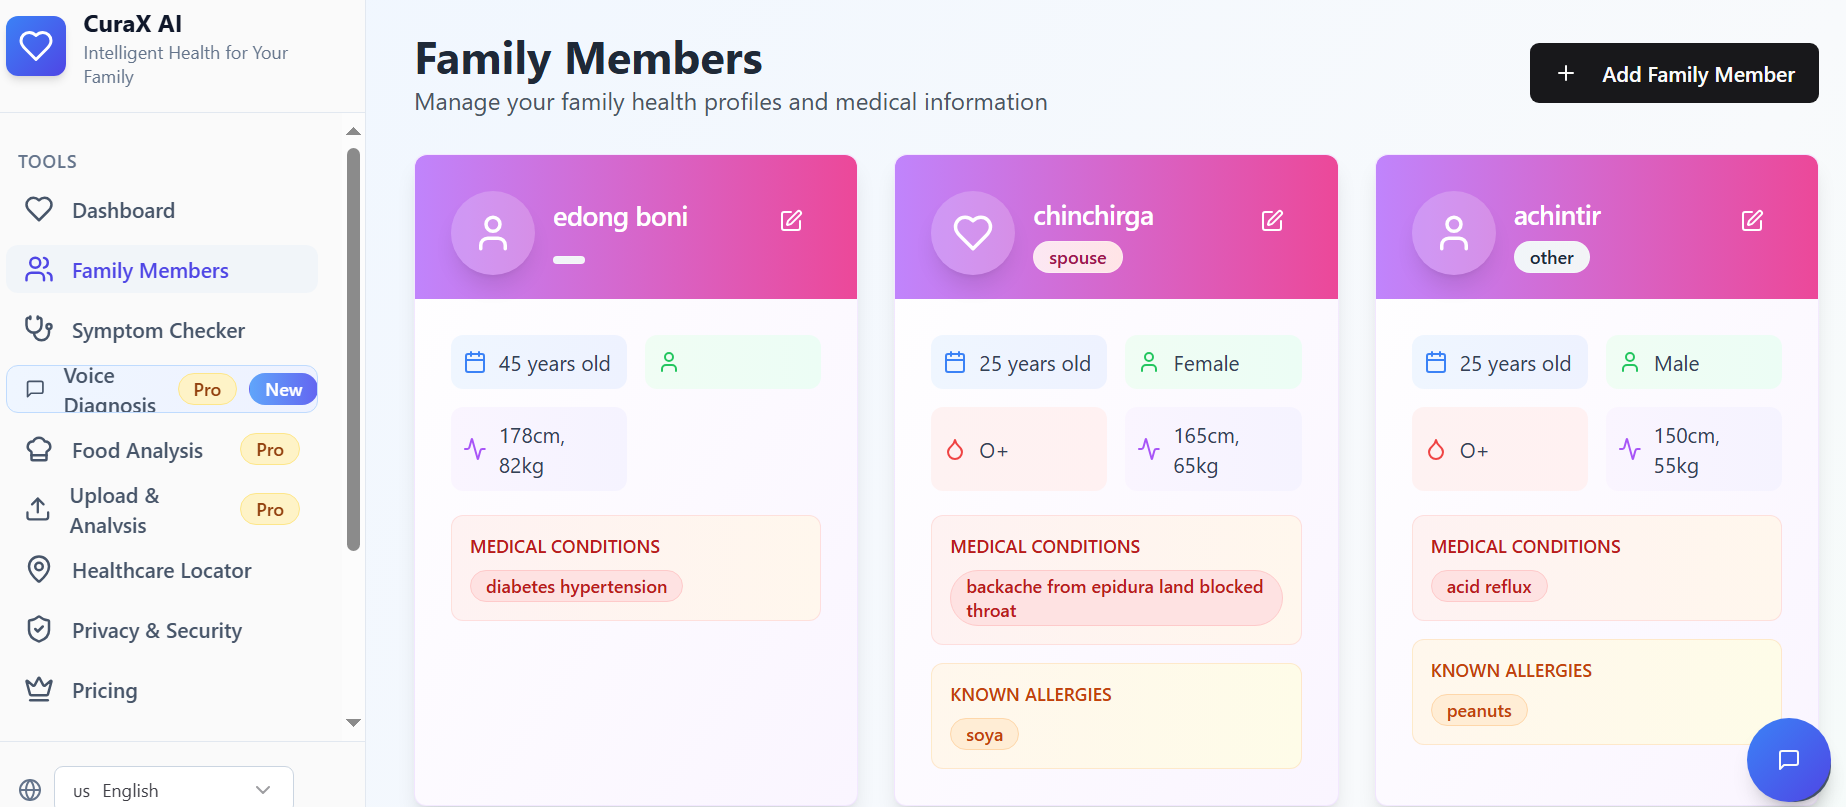 CuraX AI
Intelligent Health for Your
Family
TOOLS
Dashboard
Family Members
Symptom Checker
Voice
Diagnosis
Pro
New
Food Analysis
Pro
Upload &
Analysis
Pro
Healthcare Locator
Privacy & Security
Pricing
us English
Family Members
Manage your family health profiles and medical information
+ Add Family Member
edong boni
45 years old
178cm,
82kg
MEDICAL CONDITIONS
diabetes hypertension
chinchirga
spouse
25 years old
Female
O+
165cm,
65kg
MEDICAL CONDITIONS
backache from epidura land blocked
throat
KNOWN ALLERGIES
soya
achintir
other
25 years old
Male
O+
150cm,
55kg
MEDICAL CONDITIONS
acid reflux
KNOWN ALLERGIES
peanuts